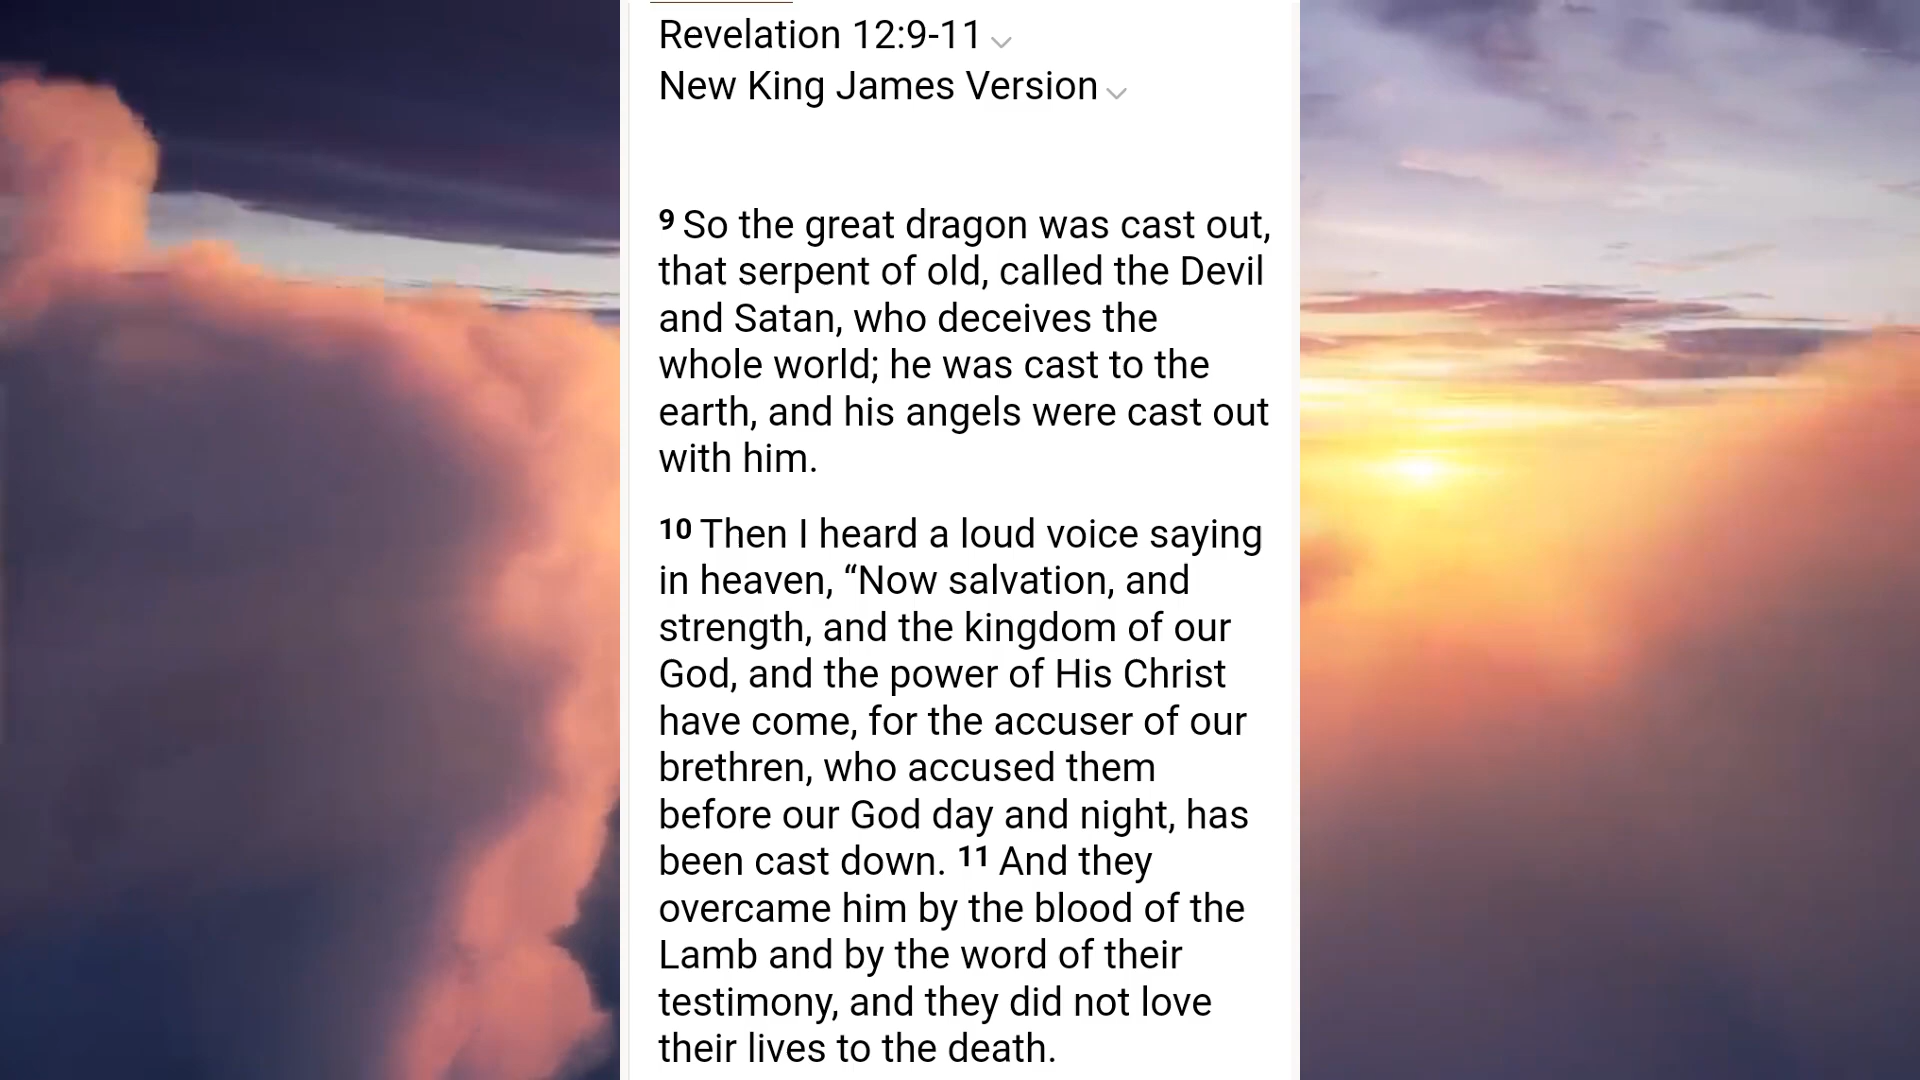 Revelation 12:9-11
New King James Version
9 So the great dragon was cast out,
that serpent of old, called the Devil
and Satan, who deceives the
whole world; he was cast to the
earth, and his angels were cast out
with him.
10 Then I heard a loud voice saying
in heaven, “Now salvation, and
strength, and the kingdom of our
God, and the power of His Christ
have come, for the accuser of our
brethren, who accused them
before our God day and night, has
been cast down. 11 And they
overcame him by the blood of the
Lamb and by the word of their
testimony, and they did not love
their lives to the death.